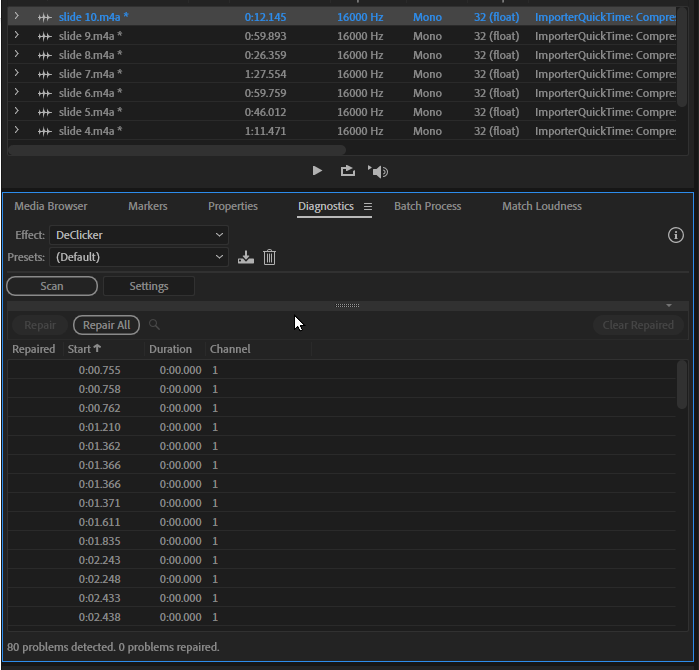 slide 10.m4a * 0:12.145 16000 Hz Mono 32 (float) ImporterQuickTime: Compre
slide 9.m4a * 0:59.893 16000 Hz Mono 32 (float) ImporterQuickTime: Compre
slide 8.m4a * 0:26.359 16000 Hz Mono 32 (float) ImporterQuickTime: Compre
slide 7.m4a * 1:27.554 16000 Hz Mono 32 (float) ImporterQuickTime: Compre
slide 6.m4a * 0:59.759 16000 Hz Mono 32 (float) ImporterQuickTime: Compre
slide 5.m4a * 0:46.012 16000 Hz Mono 32 (float) ImporterQuickTime: Compre
slide 4.m4a * 1:11.471 16000 Hz Mono 32 (float) ImporterQuickTime: Compre
Media Browser Markers Properties Diagnostics Batch Process Match Loudness
Effect: DeClicker
Presets: (Default)
Scan Settings
Repair Repair All Clear Repaired
Repaired Start Duration Channel
0:00.755 0:00.000 1
0:00.758 0:00.000 1
0:00.762 0:00.000 1
0:01.210 0:00.000 1
0:01.362 0:00.000 1
0:01.366 0:00.000 1
0:01.366 0:00.000 1
0:01.371 0:00.000 1
0:01.611 0:00.000 1
0:01.835 0:00.000 1
0:02.243 0:00.000 1
0:02.248 0:00.000 1
0:02.433 0:00.000 1
0:02.438 0:00.000 1
80 problems detected. 0 problems repaired.